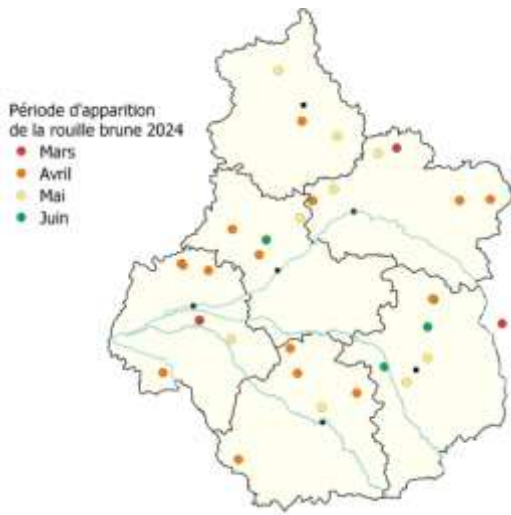 Période d'apparition
de la rouille brune 2024
Mars
Avril
Mai
Juin